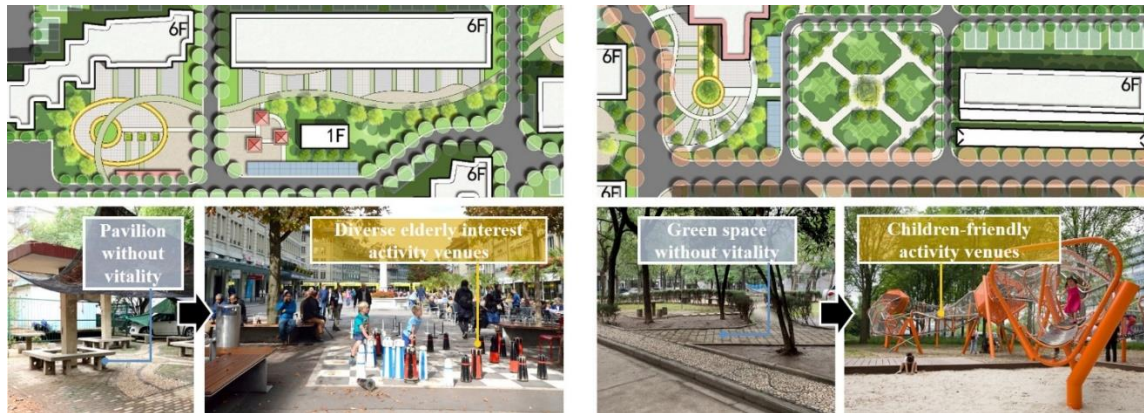 6F
6F
1F
6F
6F
6F
6F
Pavilion
without
vitality
Diverse elderly interest
activity venues
Green space
without vitality
Children-friendly
activity venues